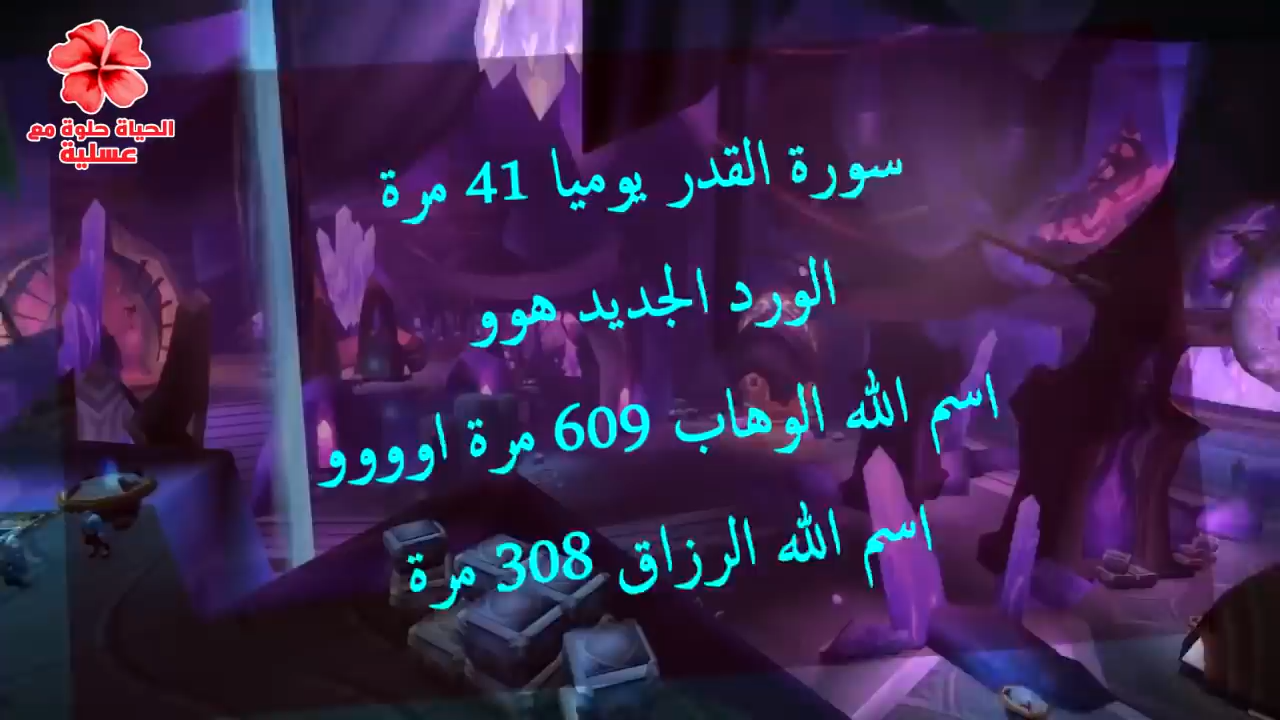 الحياة حلوة مع
عسلية
سورة القدر يوميا 41 مرة
الورد الجديد هوو
اسم الله الوهاب 609 مرة اوووو
اسم الله الرزاق 308 مرة